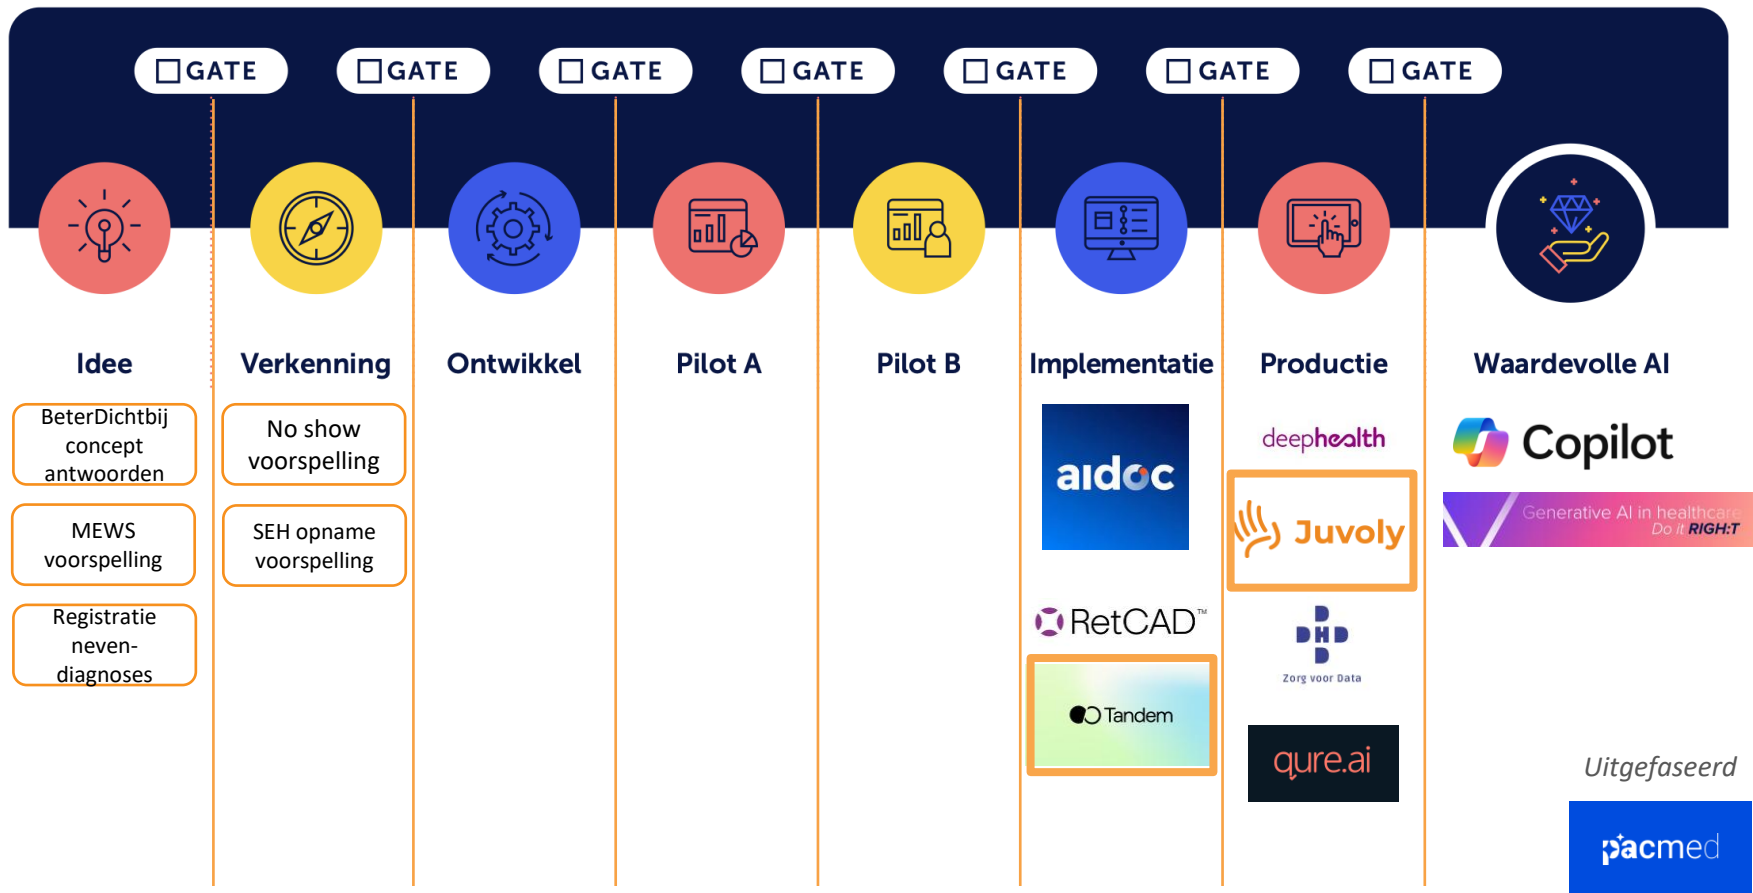 GATE
GATE
GATE
GATE
GATE
GATE
GATE
Idee
Verkenning
Ontwikkel
Pilot A
Pilot B
Implementatie
Productie
Waardevolle AI
BeterDichtbij
concept
antwoorden
MEWS
voorspelling
Registratie
neven-
diagnoses
No show
voorspelling
SEH opname
voorspelling
aidoc
RetCAD™
Tandem
deephealth
Juvoly
D
DHD
D
Zorg voor Data
qure.ai
Copilot
Generative AI in healthcare
Do it RIGH:T
Uitgefaseerd
pacmed